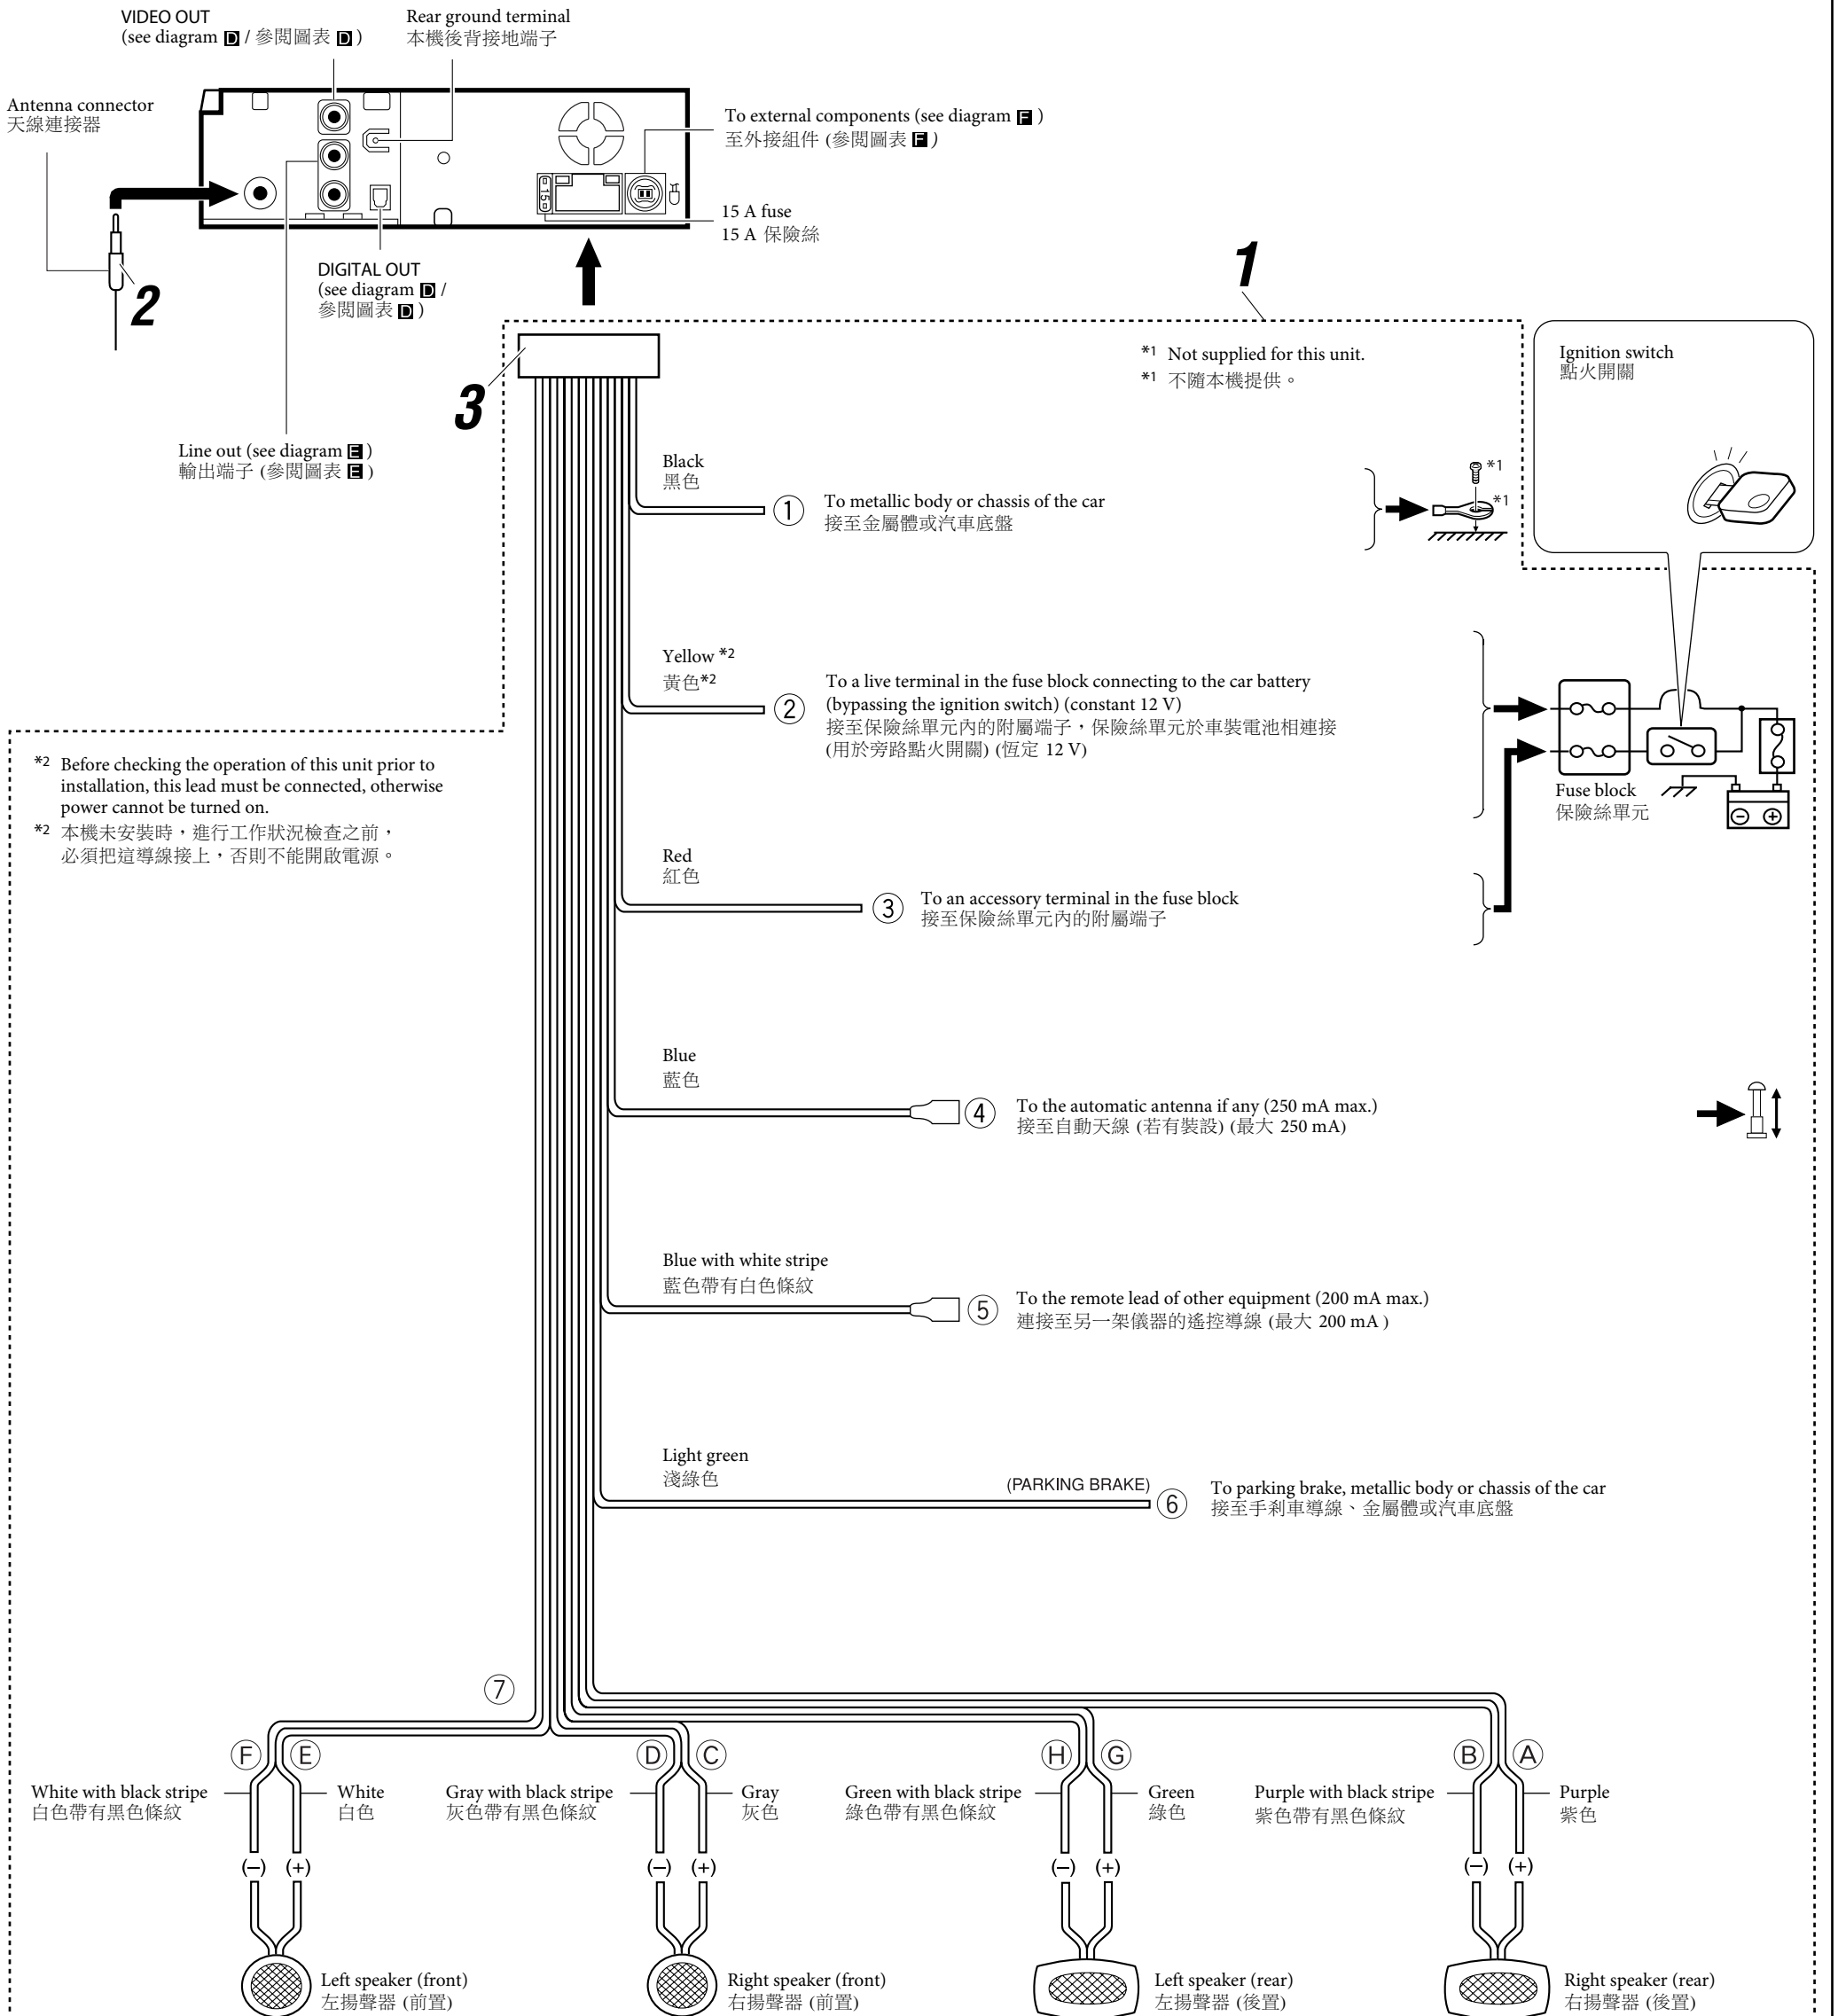 VIDEO OUT
(see diagram D / 參閱圖表 D )
Rear ground terminal
本機後背接地端子
Antenna connector
天線連接器
To external components (see diagram F )
至外接組件 (參閱圖表 F )
15
15 A fuse
15 A 保險絲
2
DIGITAL OUT
(see diagram D /
參閱圖表 D )
Line out (see diagram E )
輸出端子 (參閱圖表 E )
1
3
*1 Not supplied for this unit.
*1 不隨本機提供。
Ignition switch
點火開關
Black
黑色
① To metallic body or chassis of the car
接至金屬體或汽車底盤
*1
*1
Yellow *2
黃色*2
② To a live terminal in the fuse block connecting to the car battery
(bypassing the ignition switch) (constant 12 V)
接至保險絲單元內的附屬端子，保險絲單元於車裝電池相連接
(用於旁路點火開關) (恆定 12 V)
Fuse block
保險絲單元
*2 Before checking the operation of this unit prior to
installation, this lead must be connected, otherwise
power cannot be turned on.
*2 本機未安裝時，進行工作狀況檢查之前，
必須把這導線接上，否則不能開啟電源。
Red
紅色
③ To an accessory terminal in the fuse block
接至保險絲單元內的附屬端子
Blue
藍色
④ To the automatic antenna if any (250 mA max.)
接至自動天線 (若有裝設) (最大 250 mA)
Blue with white stripe
藍色帶有白色條紋
⑤ To the remote lead of other equipment (200 mA max.)
連接至另一架儀器的遙控導線 (最大 200 mA )
Light green
淺綠色
(PARKING BRAKE)
⑥ To parking brake, metallic body or chassis of the car
接至手剎車導線、金屬體或汽車底盤
⑦
Ⓕ Ⓔ
White with black stripe
白色帶有黑色條紋
White
白色
(–) (+)
Left speaker (front)
左揚聲器 (前置)
Ⓓ Ⓒ
Gray with black stripe
灰色帶有黑色條紋
Gray
灰色
(–) (+)
Right speaker (front)
右揚聲器 (前置)
Ⓗ Ⓖ
Green with black stripe
綠色帶有黑色條紋
Green
綠色
(–) (+)
Left speaker (rear)
左揚聲器 (後置)
Ⓑ Ⓐ
Purple with black stripe
紫色帶有黑色條紋
Purple
紫色
(–) (+)
Right speaker (rear)
右揚聲器 (後置)